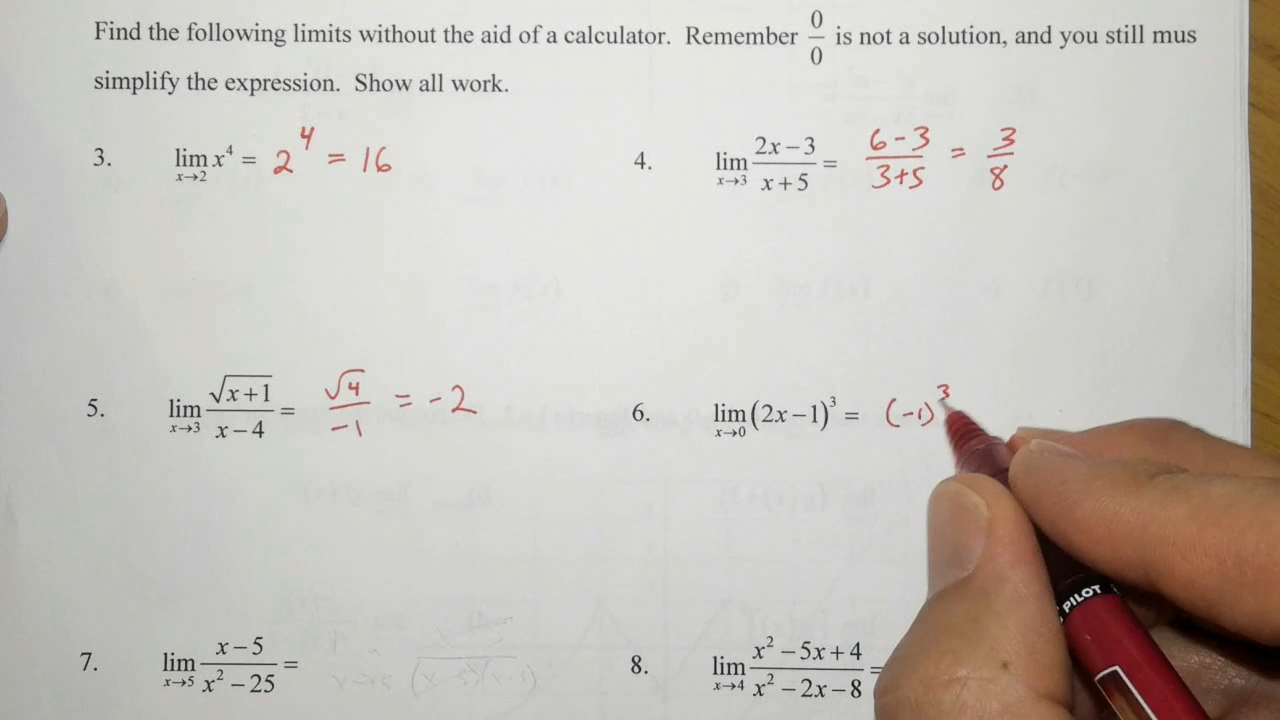 Find the following limits without the aid of a calculator. Remember 0/0 is not a solution, and you still mus
simplify the expression. Show all work.
3. lim x→2 x⁴ = 2⁴ = 16
4. lim x→3 (2x−3)/(x+5) = (6−3)/(3+5) = 3/8
5. lim x→3 √(x+1)/(x−4) = √4/−1 = −2
6. lim x→0 (2x−1)³ = (−1)³
7. lim x→5 (x−5)/(x²−25) =
8. lim x→4 (x²−5x+4)/(x²−2x−8) =
PILOT